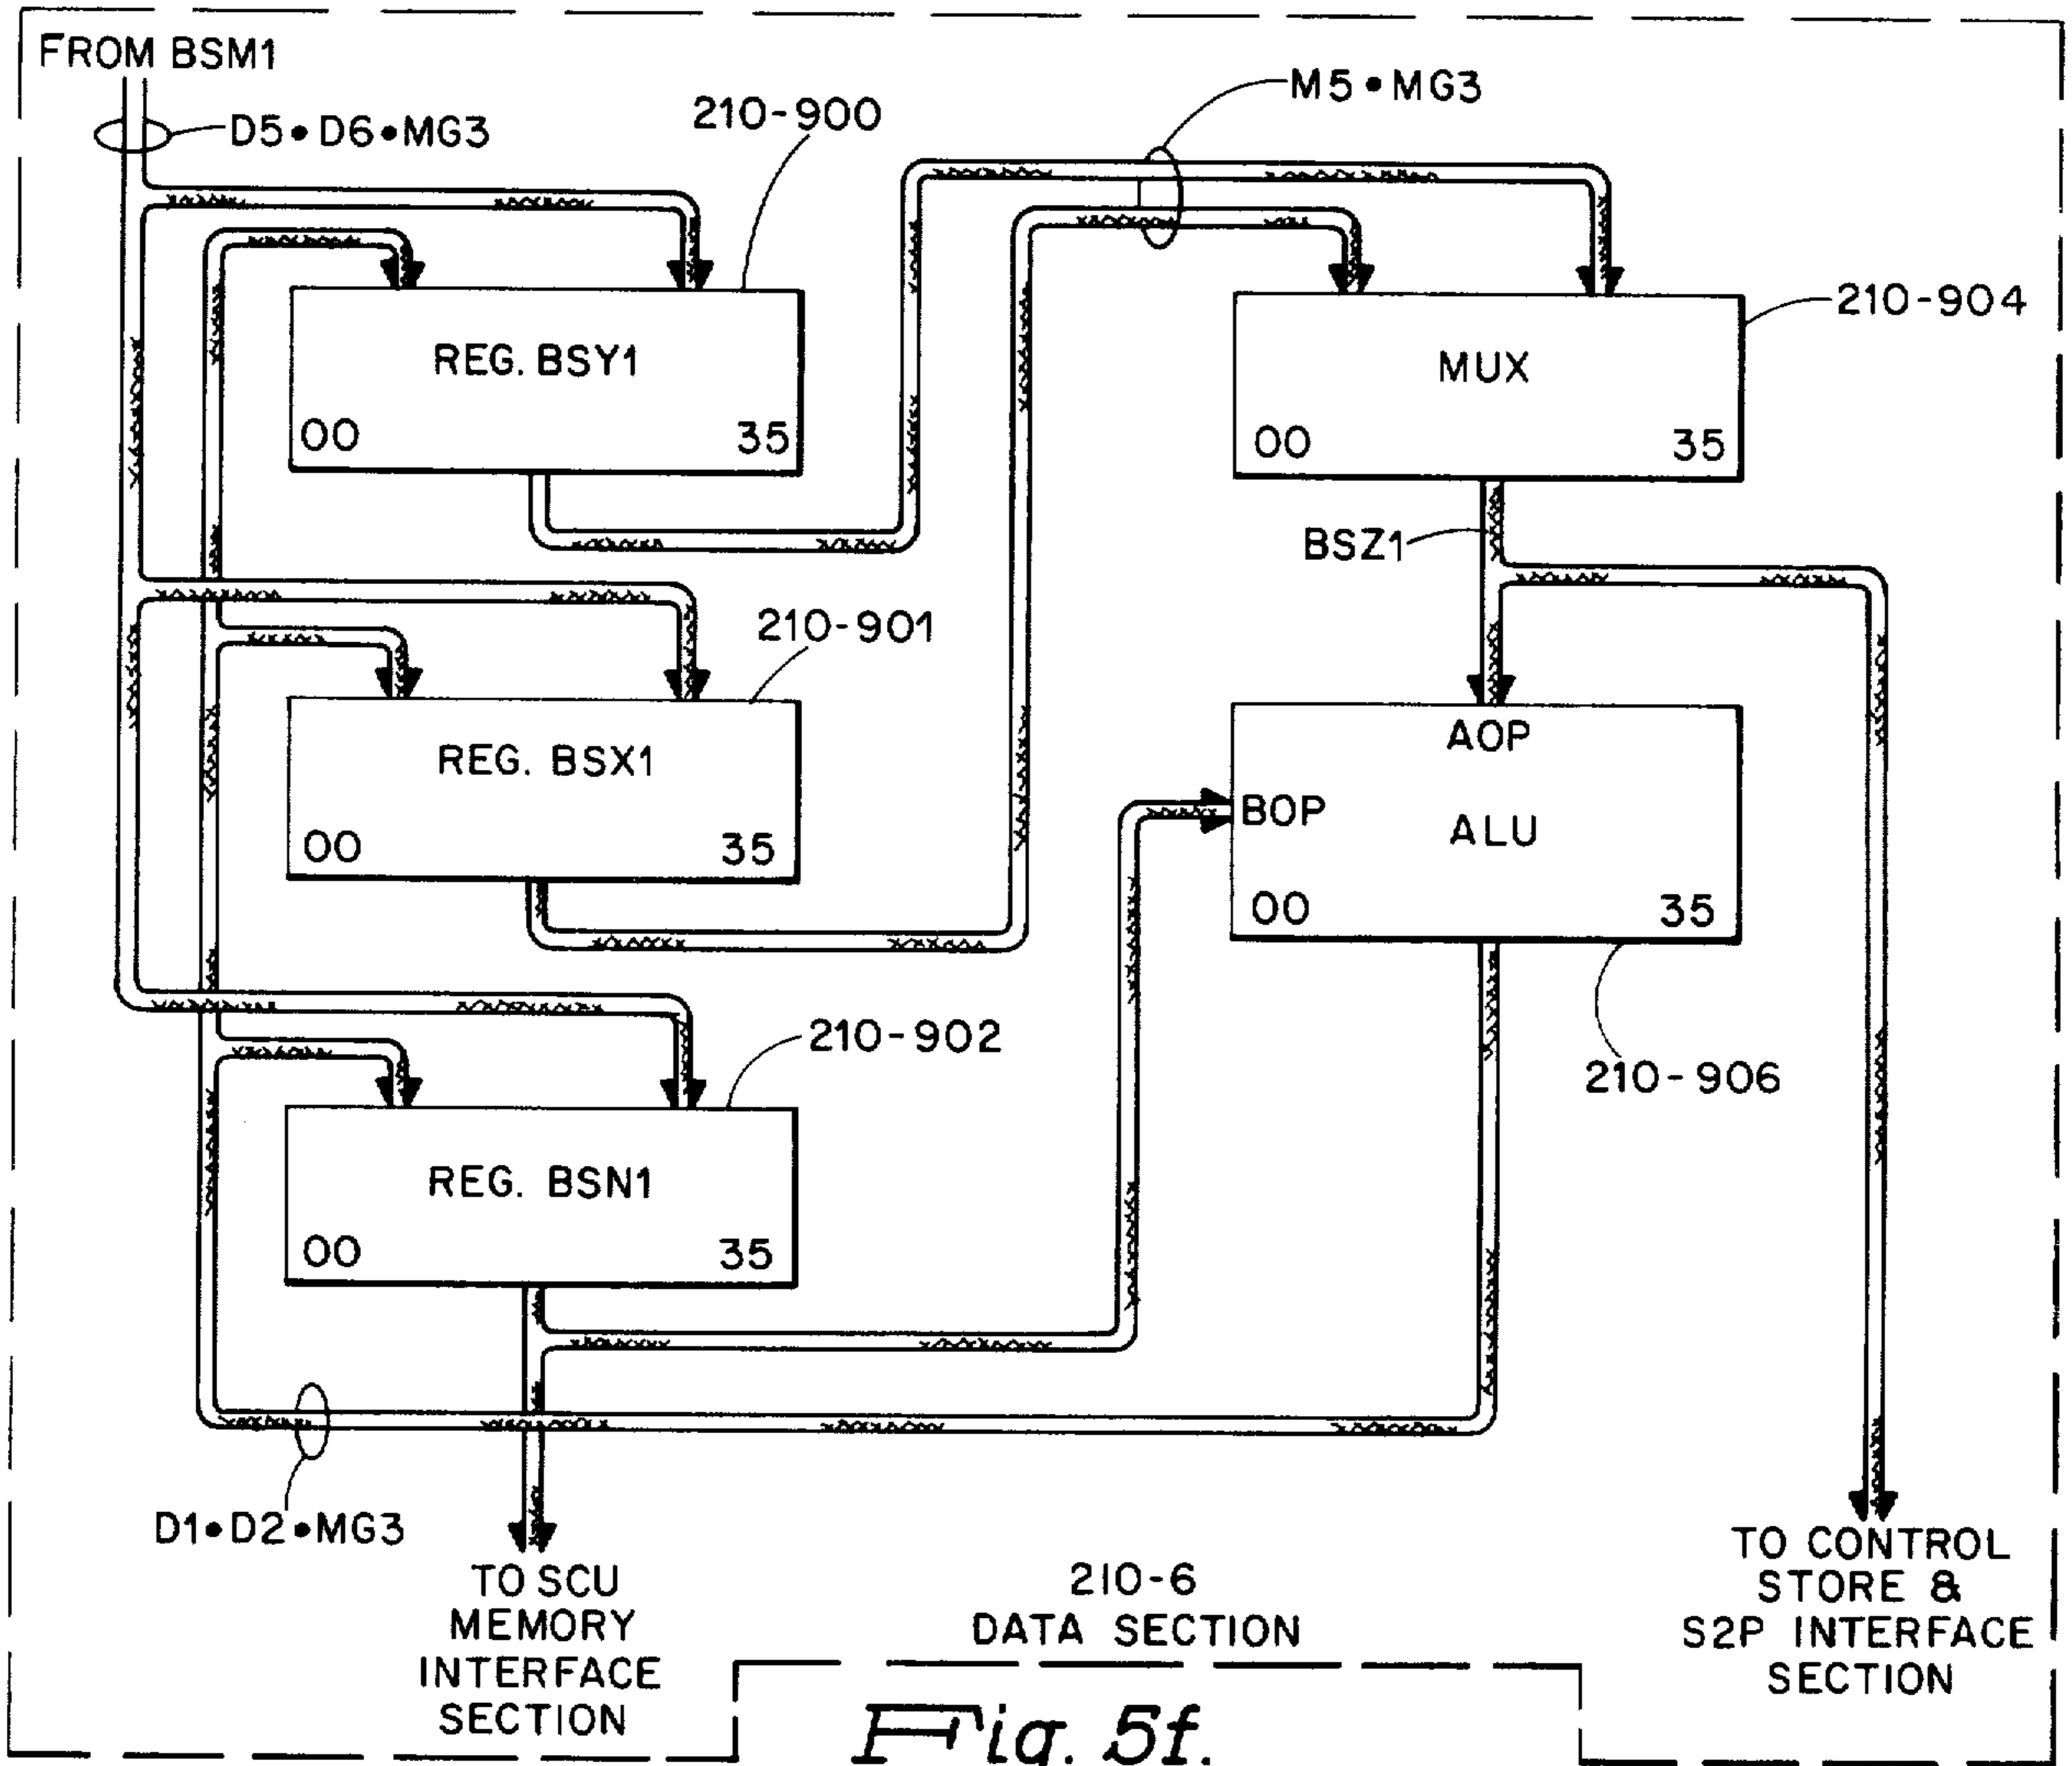 FROM BSM1
D5•D6•MG3
210-900
M5•MG3
REG. BSY1
00 35
MUX
00 35
210-904
BSZ1
210-901
REG. BSX1
00 35
AOP
BOP
ALU
00 35
210-902
210-906
REG. BSN1
00 35
D1•D2•MG3
TO SCU
MEMORY
INTERFACE
SECTION
210-6
DATA SECTION
TO CONTROL
STORE &
S2P INTERFACE
SECTION
Fig. 5f.